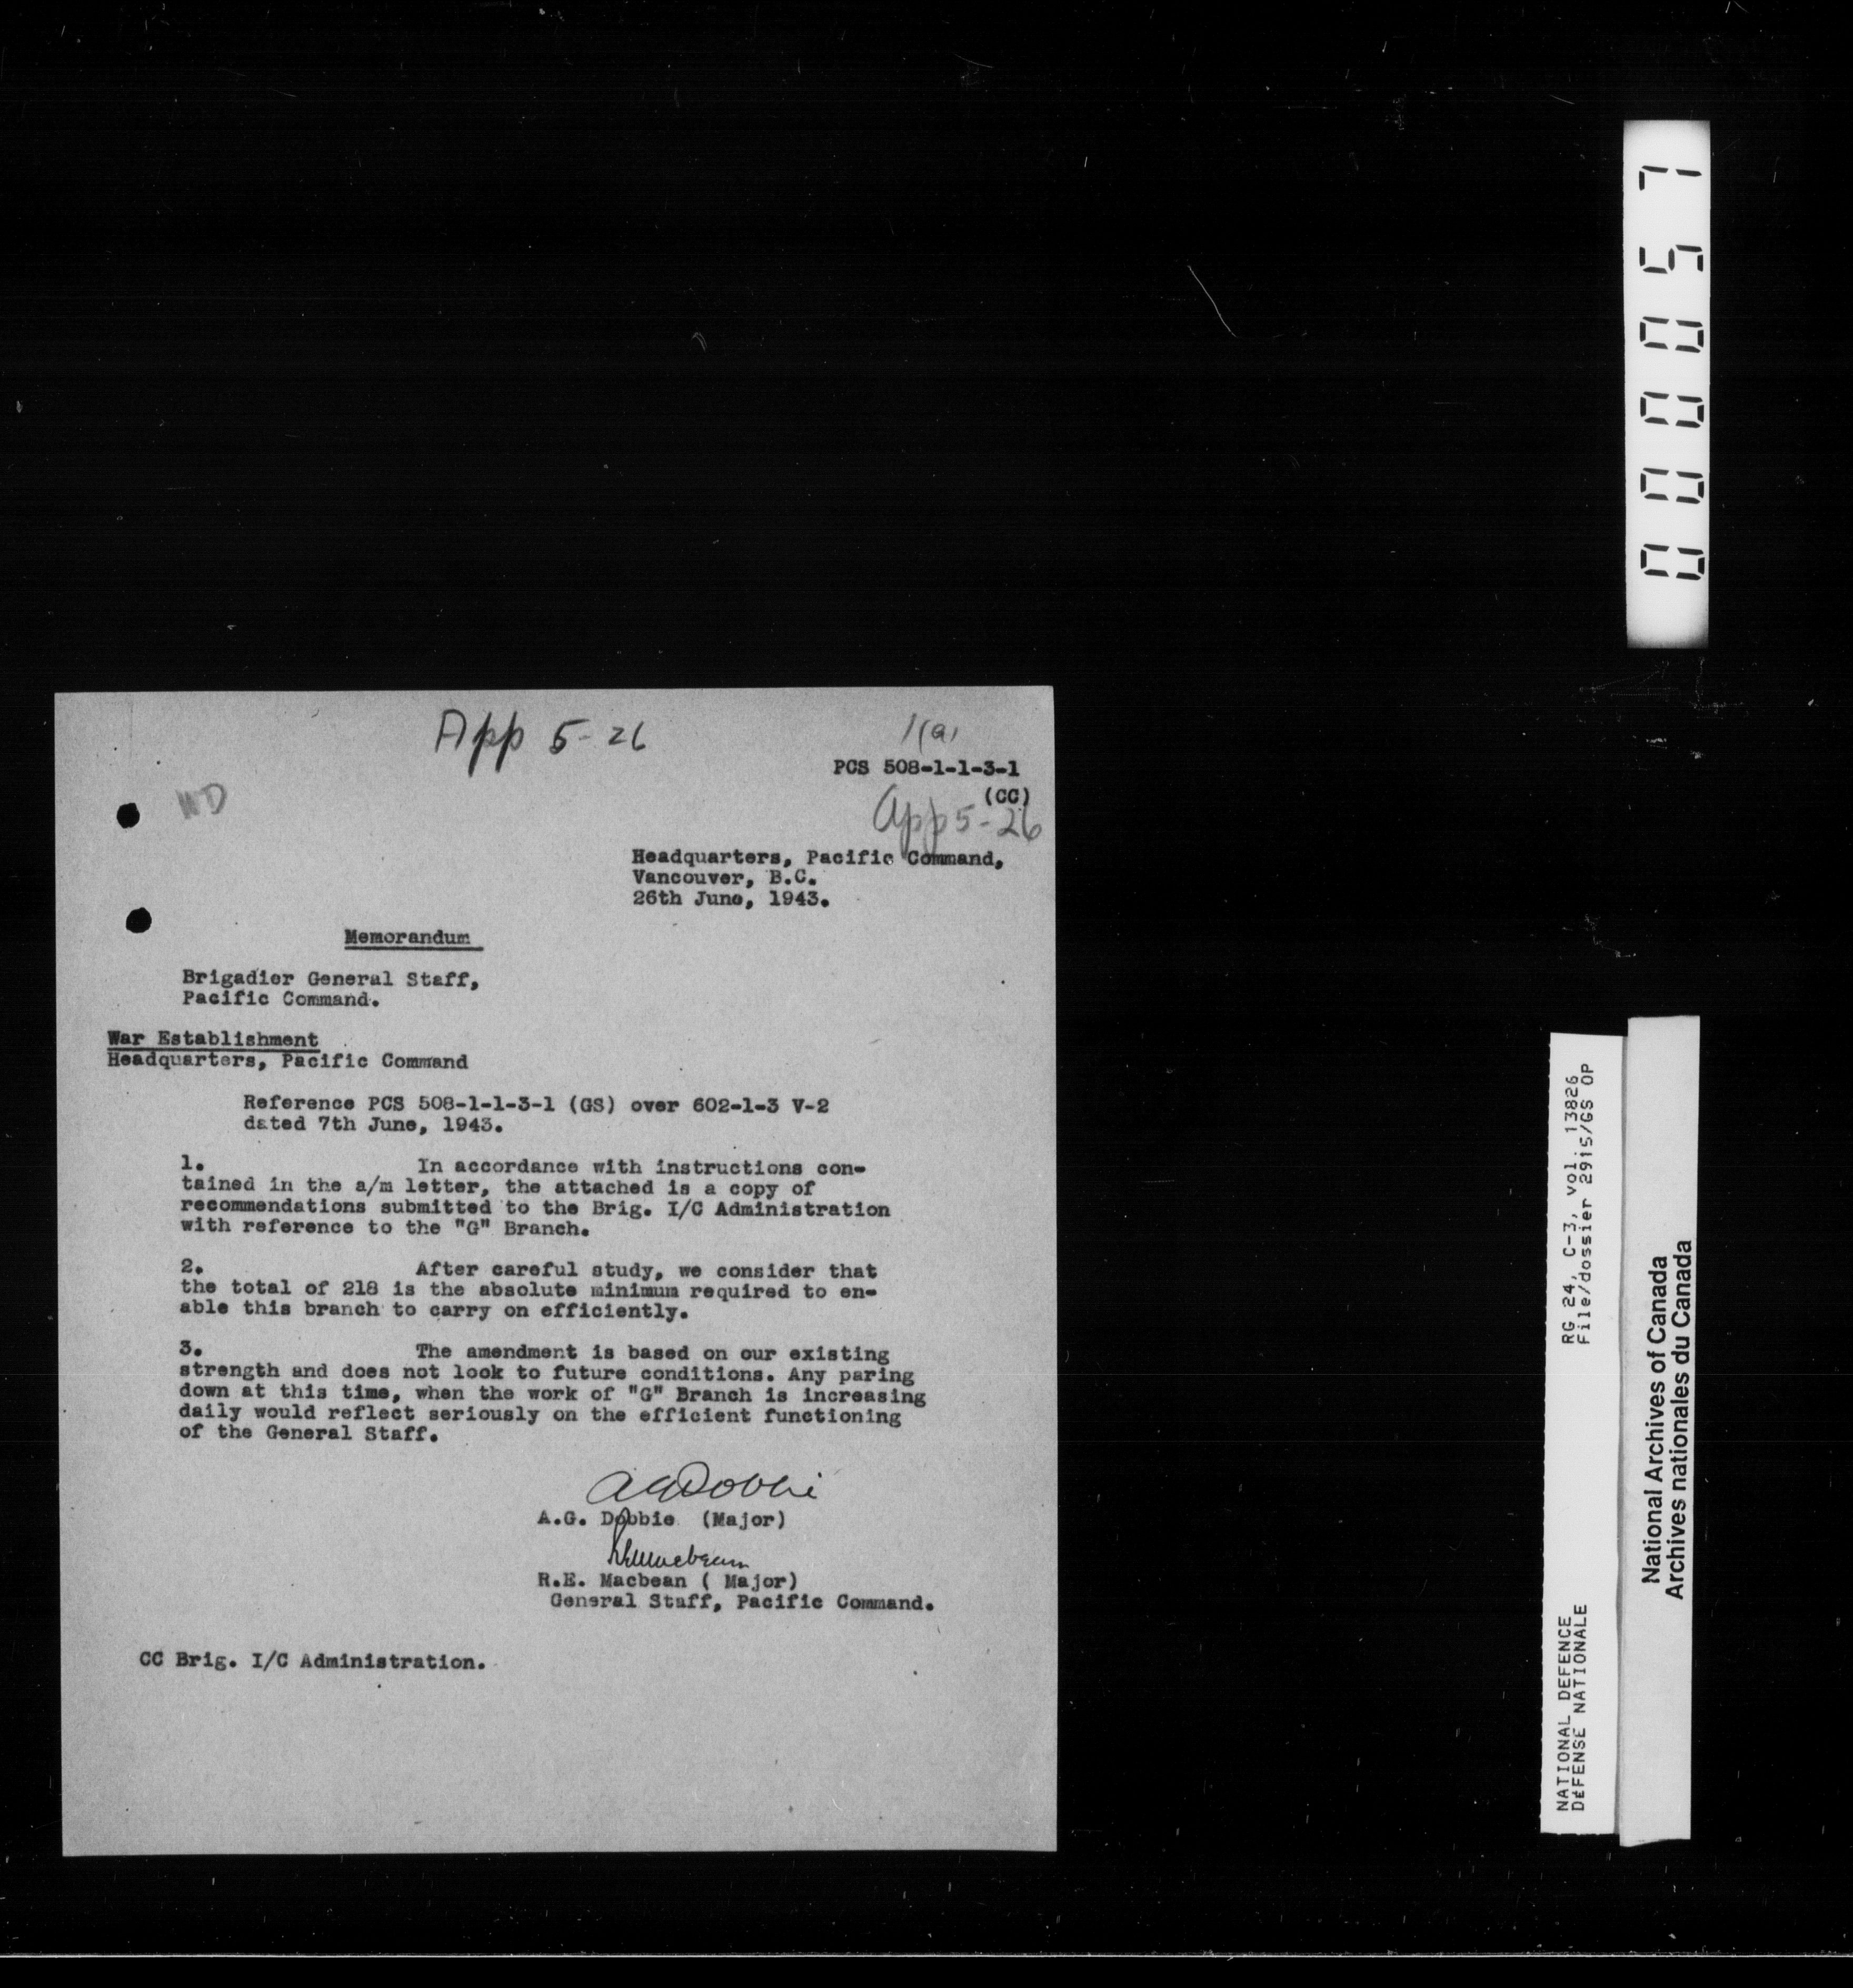 App 5-26
1(a)
PCS 508-1-1-3-1
(CC)
App 5-26
WD
Headquarters, Pacific Command,
Vancouver, B.C.
26th June, 1943.
Memorandum
Brigadier General Staff,
Pacific Command.
War Establishment
Headquarters, Pacific Command
Reference PCS 508-1-1-3-1 (GS) over 602-1-3 V-2
dated 7th June, 1943.
1. In accordance with instructions con-
tained in the a/m letter, the attached is a copy of
recommendations submitted to the Brig. I/C Administration
with reference to the "G" Branch.
2. After careful study, we consider that
the total of 218 is the absolute minimum required to en-
able this branch to carry on efficiently.
3. The amendment is based on our existing
strength and does not look to future conditions. Any paring
down at this time, when the work of "G" Branch is increasing
daily would reflect seriously on the efficient functioning
of the General Staff.
AGDobbie
A.G. Dobbie (Major)
REMacbean
R.E. Macbean ( Major)
General Staff, Pacific Command.
CC Brig. I/C Administration.
000057
NATIONAL DEFENCE RG 24, C-3, vol. 13826
DÉFENSE NATIONALE File/dossier 2915/GS OP
National Archives of Canada
Archives nationales du Canada